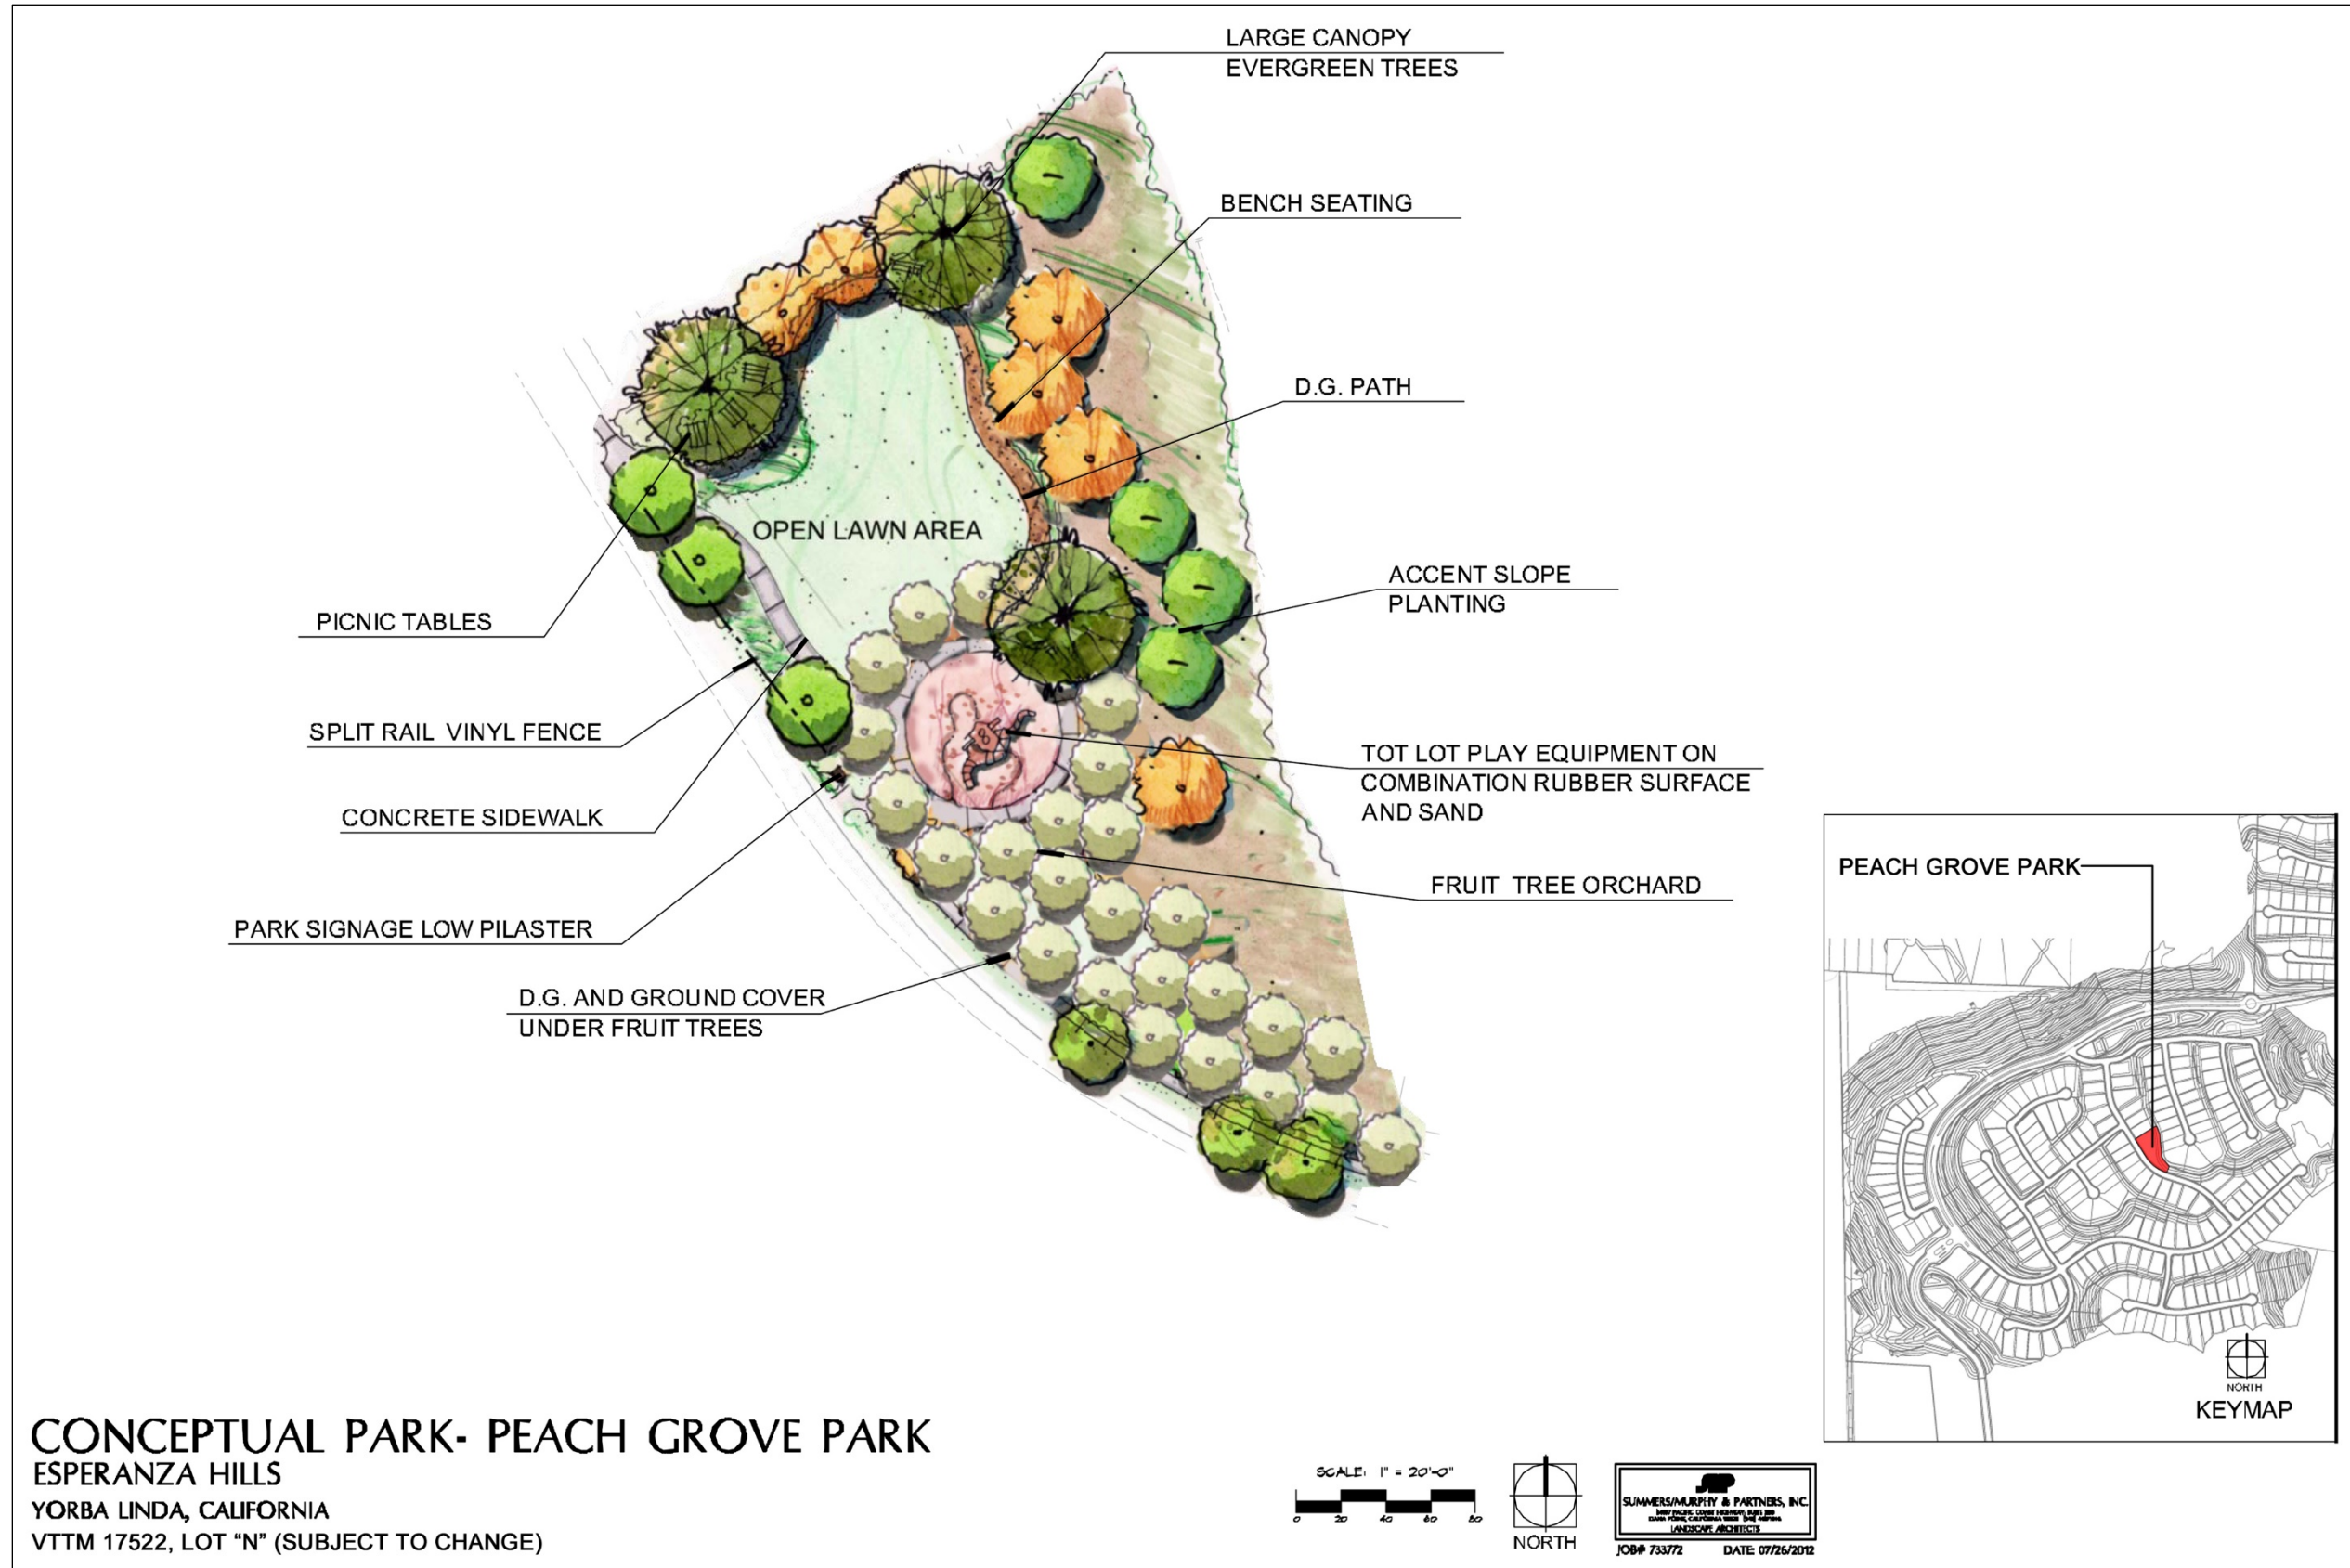 LARGE CANOPY
EVERGREEN TREES
BENCH SEATING
D.G. PATH
OPEN LAWN AREA
ACCENT SLOPE
PLANTING
PICNIC TABLES
SPLIT RAIL VINYL FENCE
TOT LOT PLAY EQUIPMENT ON
COMBINATION RUBBER SURFACE
AND SAND
CONCRETE SIDEWALK
FRUIT TREE ORCHARD
PARK SIGNAGE LOW PILASTER
D.G. AND GROUND COVER
UNDER FRUIT TREES
PEACH GROVE PARK
NORTH
KEYMAP
CONCEPTUAL PARK- PEACH GROVE PARK
ESPERANZA HILLS
YORBA LINDA, CALIFORNIA
VTTM 17522, LOT “N” (SUBJECT TO CHANGE)
SCALE: 1" = 20'-0"
0 20 40 60 80
NORTH
SUMMERS/MURPHY & PARTNERS, INC.
LANDSCAPE ARCHITECTS
JOB# 733772 DATE: 07/26/2012